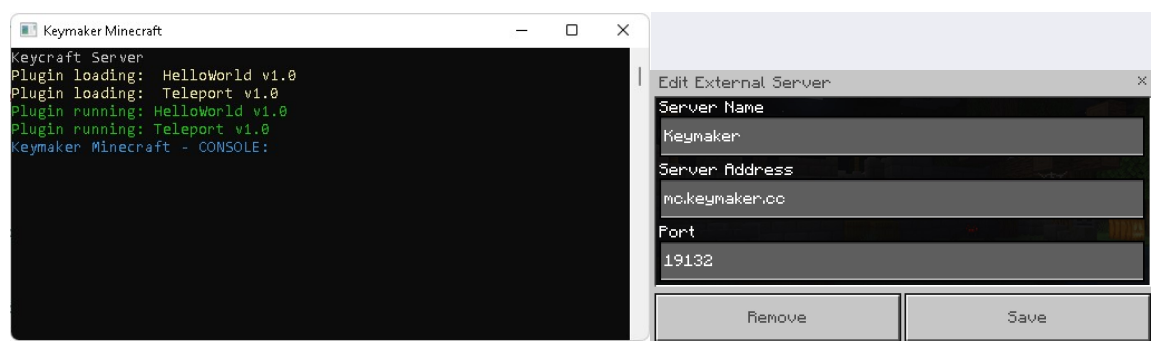 Keymaker Minecraft
Keycraft Server
Plugin loading:  HelloWorld v1.0
Plugin loading:  Teleport v1.0
Plugin running: HelloWorld v1.0
Plugin running: Teleport v1.0
Keymaker Minecraft - CONSOLE:
Edit External Server
Server Name
Keymaker
Server Address
mc.keymaker.cc
Port
19132
Remove
Save